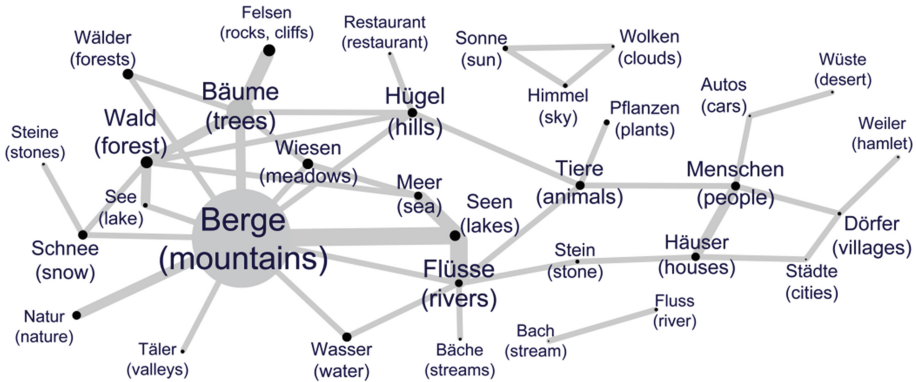 Felsen
(rocks, cliffs)
Restaurant
(restaurant)
Wälder
(forests)
Sonne
(sun)
Wolken
(clouds)
Wüste
(desert)
Bäume
(trees)
Hügel
(hills)
Himmel
(sky)
Autos
(cars)
Pflanzen
(plants)
Wald
(forest)
Weiler
(hamlet)
Steine
(stones)
Wiesen
(meadows)
Tiere
(animals)
Menschen
(people)
Meer
(sea)
See
(lake)
Seen
(lakes)
Berge
(mountains)
Dörfer
(villages)
Schnee
(snow)
Häuser
(houses)
Stein
(stone)
Flüsse
(rivers)
Städte
(cities)
Natur
(nature)
Fluss
(river)
Bach
(stream)
Täler
(valleys)
Wasser
(water)
Bäche
(streams)